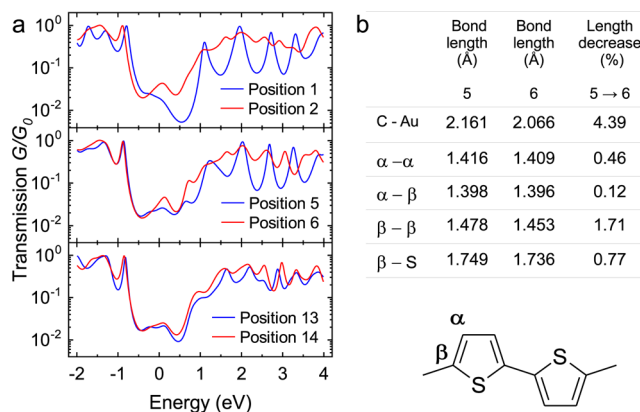 a
Transmission G/G0
10^0
10^-1
10^-2
Position 1
Position 2
10^0
10^-1
10^-2
Position 5
Position 6
10^0
10^-1
10^-2
Position 13
Position 14
-2 -1 0 1 2 3 4
Energy (eV)
b
Bond length (Å) Bond length (Å) Length decrease (%)
5 6 5 → 6
C - Au 2.161 2.066 4.39
α – α 1.416 1.409 0.46
α – β 1.398 1.396 0.12
β – β 1.478 1.453 1.71
β – S 1.749 1.736 0.77
α
β
S
S